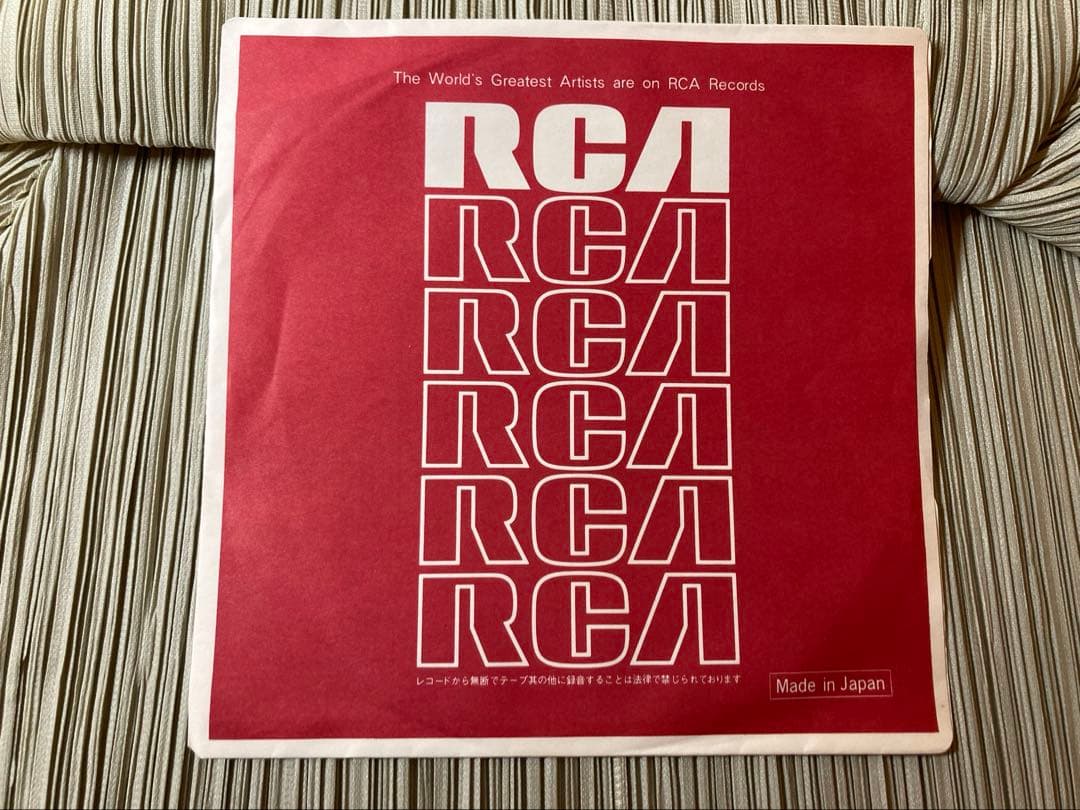 The World's Greatest Artists are on RCA Records
RCA
RCA
RCA
RCA
RCA
RCA
レコードから無断でテープ其の他に録音することは法律で禁じられております
Made in Japan